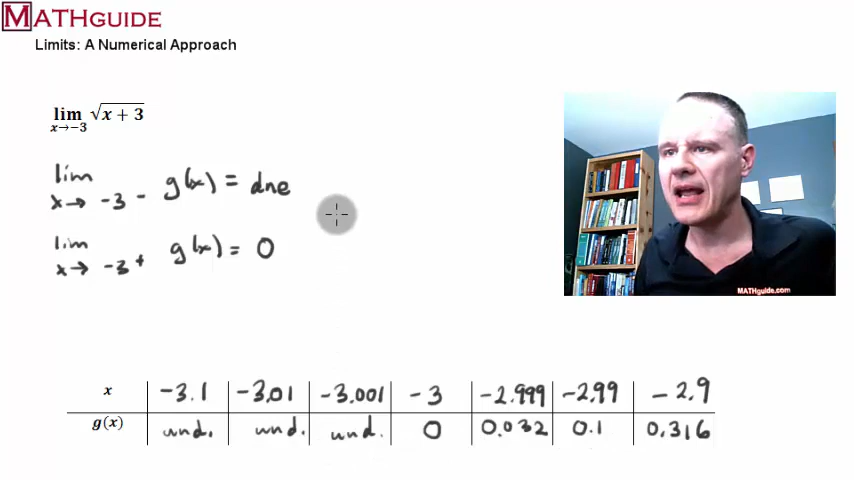 MATHGUIDE
Limits: A Numerical Approach
lim √x + 3
x→−3
lim g(x) = dne
x→ -3 -
lim g(x) = 0
x→ -3+
MATHguide.com
x -3.1 -3.01 -3.001 -3 -2.999 -2.99 -2.9
g(x) und. und. und. 0 0.032 0.1 0.316